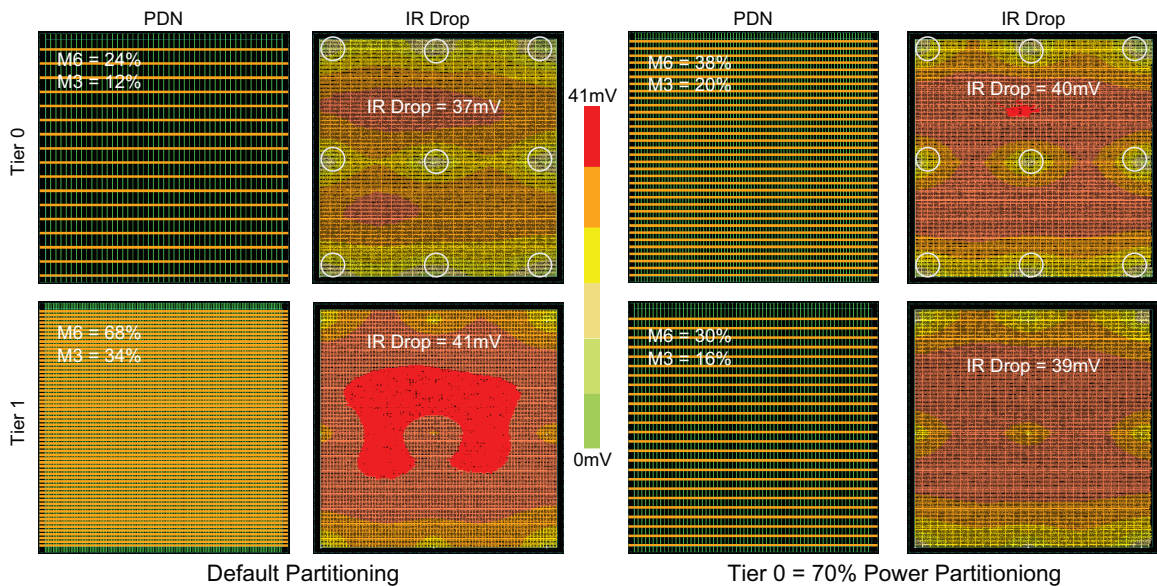 PDN
IR Drop
PDN
IR Drop
Tier 0
M6 = 24%
M3 = 12%
IR Drop = 37mV
41mV
M6 = 38%
M3 = 20%
IR Drop = 40mV
Tier 1
M6 = 68%
M3 = 34%
IR Drop = 41mV
0mV
M6 = 30%
M3 = 16%
IR Drop = 39mV
Default Partitioning
Tier 0 = 70% Power Partitioniong